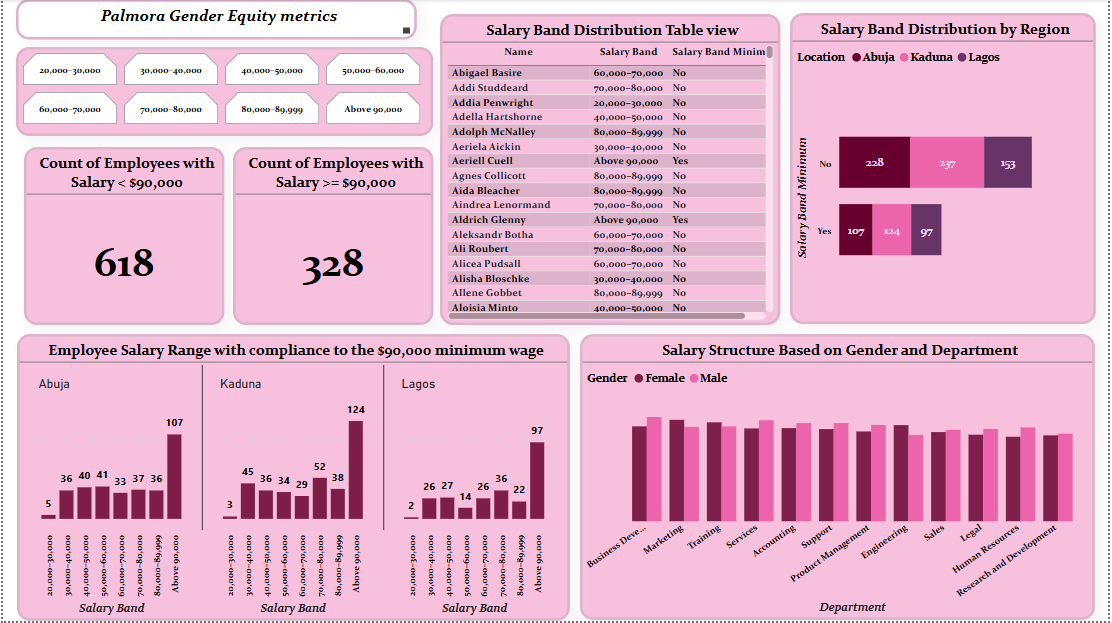 Palmora Gender Equity metrics
20,000–30,000
30,000–40,000
40,000–50,000
50,000–60,000
60,000–70,000
70,000–80,000
80,000–89,999
Above 90,000
Count of Employees with
Salary < $90,000
618
Count of Employees with
Salary >= $90,000
328
Salary Band Distribution Table view
Name Salary Band Salary Band Minim
Abigael Basire 60,000–70,000 No
Addi Studdeard 70,000–80,000 No
Addia Penwright 20,000–30,000 No
Adella Hartshorne 40,000–50,000 No
Adolph McNalley 80,000–89,999 No
Aeriela Aickin 30,000–40,000 No
Aeriell Cuell Above 90,000 Yes
Agnes Collicott 80,000–89,999 No
Aida Bleacher 80,000–89,999 No
Aindrea Lenormand 70,000–80,000 No
Aldrich Glenny Above 90,000 Yes
Aleksandr Botha 60,000–70,000 No
Ali Roubert 70,000–80,000 No
Alicea Pudsall 60,000–70,000 No
Alisha Bloschke 30,000–40,000 No
Allene Gobbet 80,000–89,999 No
Aloisia Minto 40,000–50,000 No
Salary Band Distribution by Region
Location Abuja Kaduna Lagos
Salary Band Minimum
No 228 237 153
Yes 107 124 97
Employee Salary Range with compliance to the $90,000 minimum wage
Abuja
5 36 40 41 33 37 36 107
20,000–30,000
30,000–40,000
40,000–50,000
50,000–60,000
60,000–70,000
70,000–80,000
80,000–89,999
Above 90,000
Salary Band
Kaduna
3 45 36 34 29 52 38 124
20,000–30,000
30,000–40,000
40,000–50,000
50,000–60,000
60,000–70,000
70,000–80,000
80,000–89,999
Above 90,000
Salary Band
Lagos
2 26 27 14 26 36 22 97
20,000–30,000
30,000–40,000
40,000–50,000
50,000–60,000
60,000–70,000
70,000–80,000
80,000–89,999
Above 90,000
Salary Band
Salary Structure Based on Gender and Department
Gender Female Male
Business Deve...
Marketing
Training
Services
Accounting
Support
Product Management
Engineering
Sales
Legal
Human Resources
Research and Development
Department